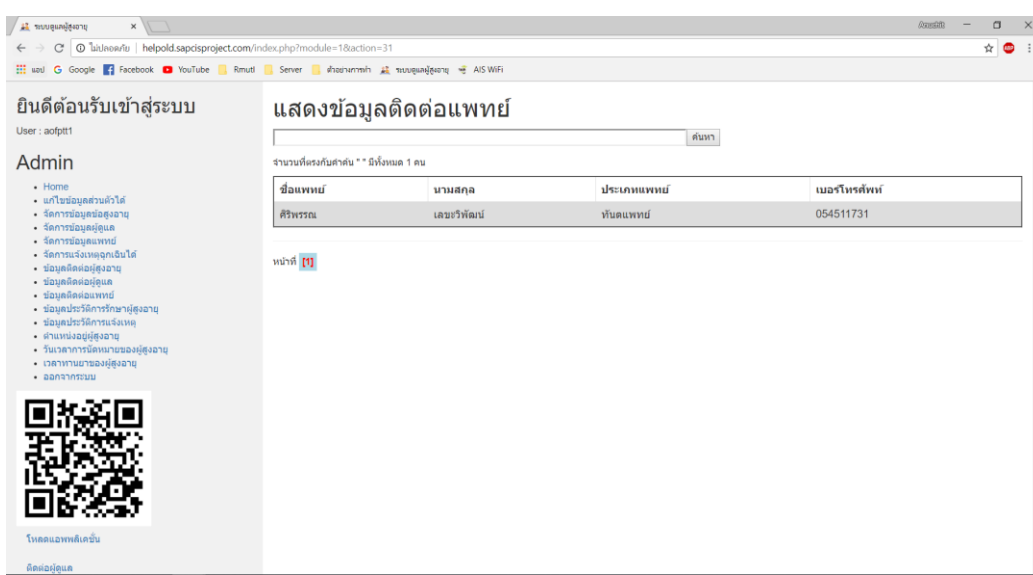 ระบบดูแลผู้สูงอายุ
ไม่ปลอดภัย | helpold.sapcisproject.com/index.php?module=1&action=31
แอป Google Facebook YouTube Rmutl Server ระบบดูแลผู้สูงอายุ AIS WiFi
ยินดีต้อนรับเข้าสู่ระบบ
User : aofptt1
Admin
Home
แก้ไขข้อมูลส่วนตัวได้
จัดการข้อมูลข้อสูงอายุ
จัดการข้อมูลผู้ดูแล
จัดการข้อมูลแพทย์
จัดการแจ้งเหตุฉุกเฉินได้
ข้อมูลติดต่อผู้สูงอายุ
ข้อมูลติดต่อผู้ดูแล
ข้อมูลติดต่อแพทย์
ข้อมูลประวัติการรักษาผู้สูงอายุ
ข้อมูลประวัติการแจ้งเหตุ
ตำแหน่งอยู่ผู้สูงอายุ
วันเวลาการนัดหมายของผู้สูงอายุ
เวลาทานยาของผู้สูงอายุ
ออกจากระบบ
โหลดแอพพลิเคชั่น
ติดต่อผู้ดูแล
แสดงข้อมูลติดต่อแพทย์
ค้นหา
จำนวนที่ตรงกับคำค้น " " มีทั้งหมด 1 คน
ชื่อแพทย์ นามสกุล ประเภทแพทย์ เบอร์โทรศัพท์
ศิริพรรณ เลขะวิพัฒน์ ทันตแพทย์ 054511731
หน้าที่ [1]